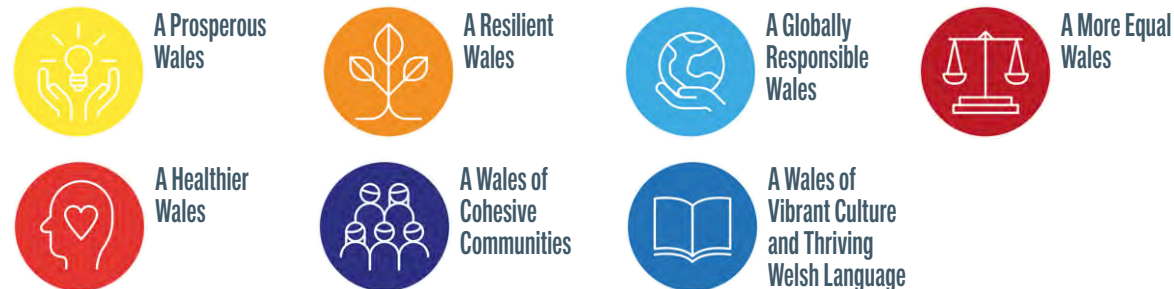 A Prosperous
Wales
A Resilient
Wales
A Globally
Responsible
Wales
A More Equal
Wales
A Healthier
Wales
A Wales of
Cohesive
Communities
A Wales of
Vibrant Culture
and Thriving
Welsh Language